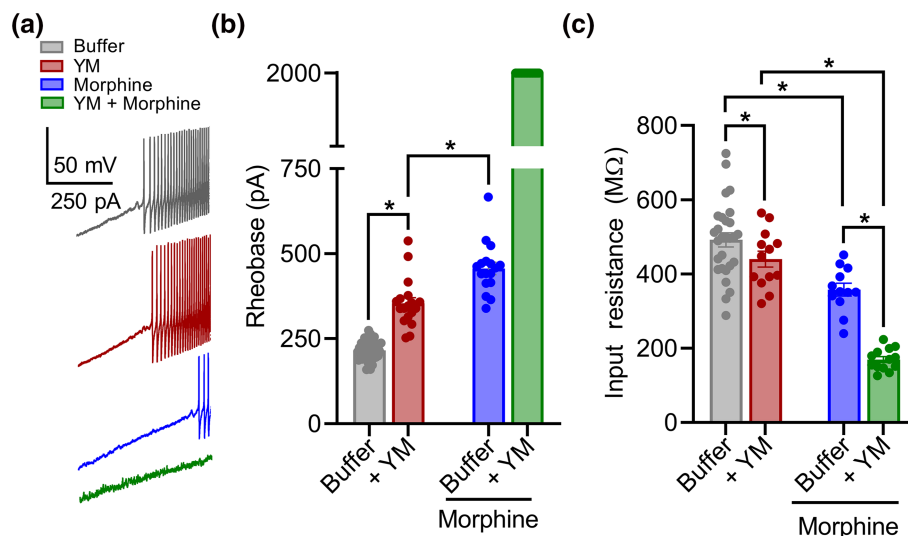 (a)
Buffer
YM
Morphine
YM + Morphine
50 mV
250 pA
(b)
Rheobase (pA)
2000
750
500
250
0
*
*
Buffer
+ YM
Buffer
+ YM
Morphine
(c)
Input resistance (MΩ)
800
600
400
200
0
*
*
*
*
Buffer
+ YM
Buffer
+ YM
Morphine